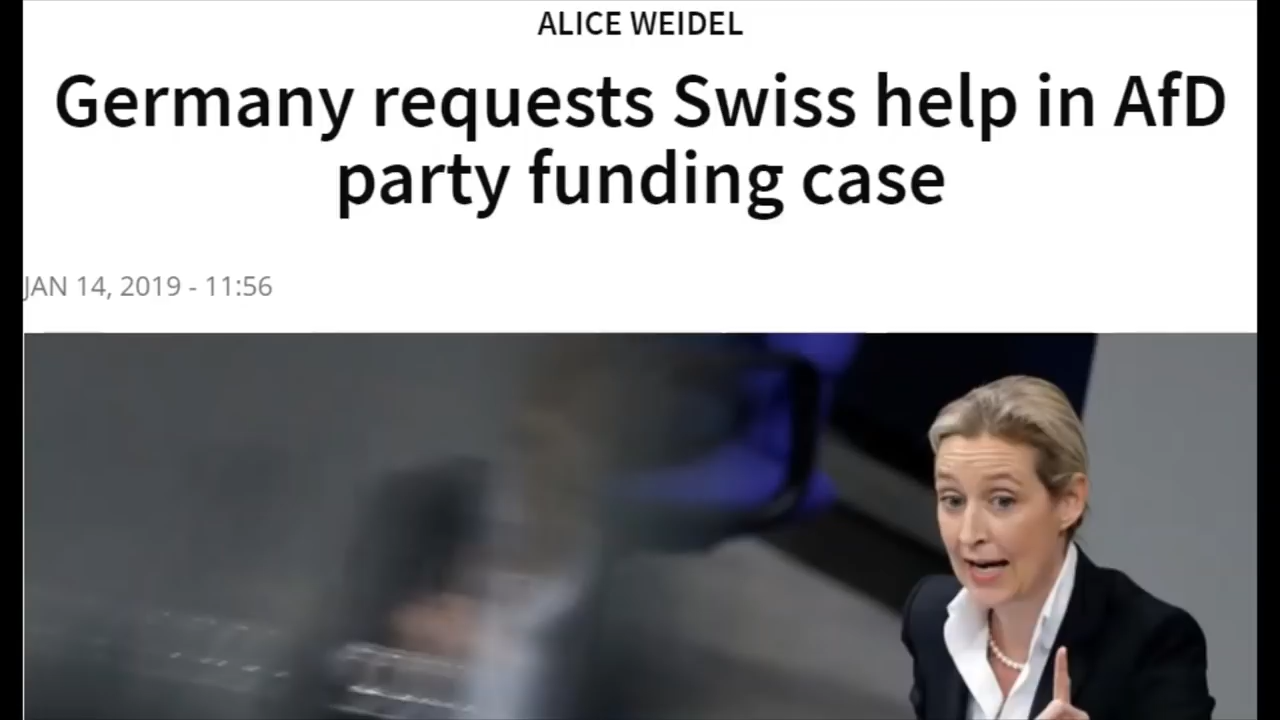 ALICE WEIDEL
Germany requests Swiss help in AfD
party funding case
JAN 14, 2019 - 11:56